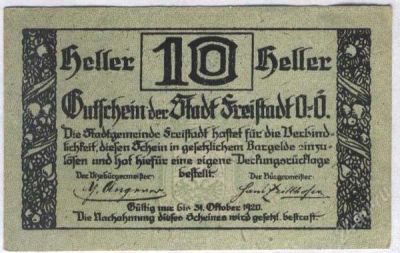 Heller 10 Heller
Gutschein der Stadt Freistadt O.-Ö.
Die Stadtgemeinde Freistadt haftet für die Verbind-
lichkeit, diesen Schein in gesetzlichem Bargelde einzu-
lösen und hat hiefür eine eigene Deckungsrücklage
bestellt.
Der Vizebürgermeister: Der Bürgermeister:
Gültig nur bis 31. Oktober 1920.
Die Nachahmung dieses Scheines wird gesetzl. bestraft.